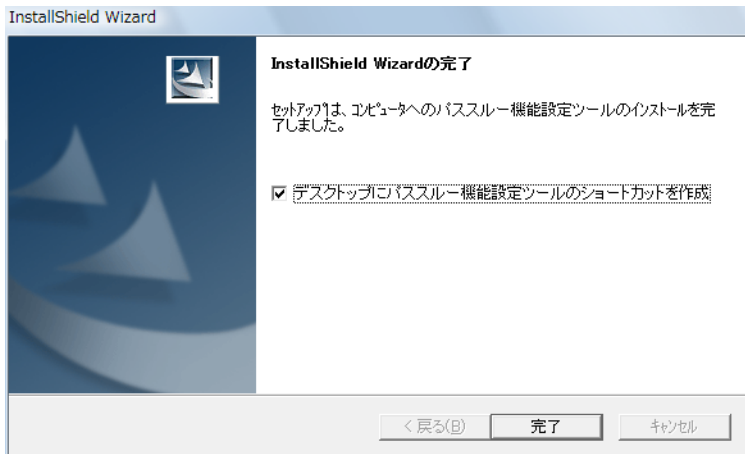 InstallShield Wizard
InstallShield Wizardの完了
ｾｯﾄｱｯﾌﾟは、ｺﾝﾋﾟｭｰﾀへのパススルー機能設定ツールのｲﾝｽﾄｰﾙを完
了しました。
デスクトップにパススルー機能設定ツールのショートカットを作成
< 戻る(B)
完了
ｷｬﾝｾﾙ